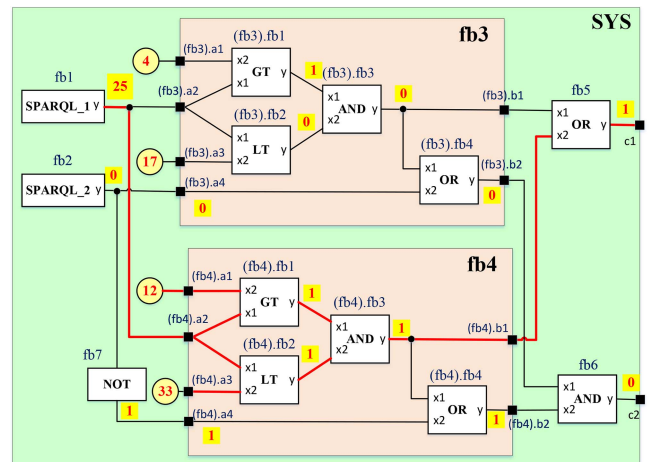 SYS
fb3
4
(fb3).a1
(fb3).fb1
x2
GT
y
x1
1
fb1
25
SPARQL_1 y
(fb3).a2
(fb3).fb3
x1
AND y
x2
0
(fb3).b1
fb5
x1
OR
x2
y
1
c1
(fb3).fb2
0
x1
LT
y
x2
17
(fb3).a3
fb2
0
SPARQL_2 y
(fb3).a4
0
(fb3).fb4
x1
OR
x2
y
0
(fb3).b2
fb4
12
(fb4).a1
(fb4).fb1
x2
GT
y
x1
1
(fb4).a2
(fb4).fb3
x1
AND y
x2
1
(fb4).b1
(fb4).fb2
1
x1
LT
y
x2
fb7
NOT
1
33
(fb4).a3
(fb4).a4
1
(fb4).fb4
x1
OR
x2
y
1
(fb4).b2
fb6
x1
AND y
x2
0
c2